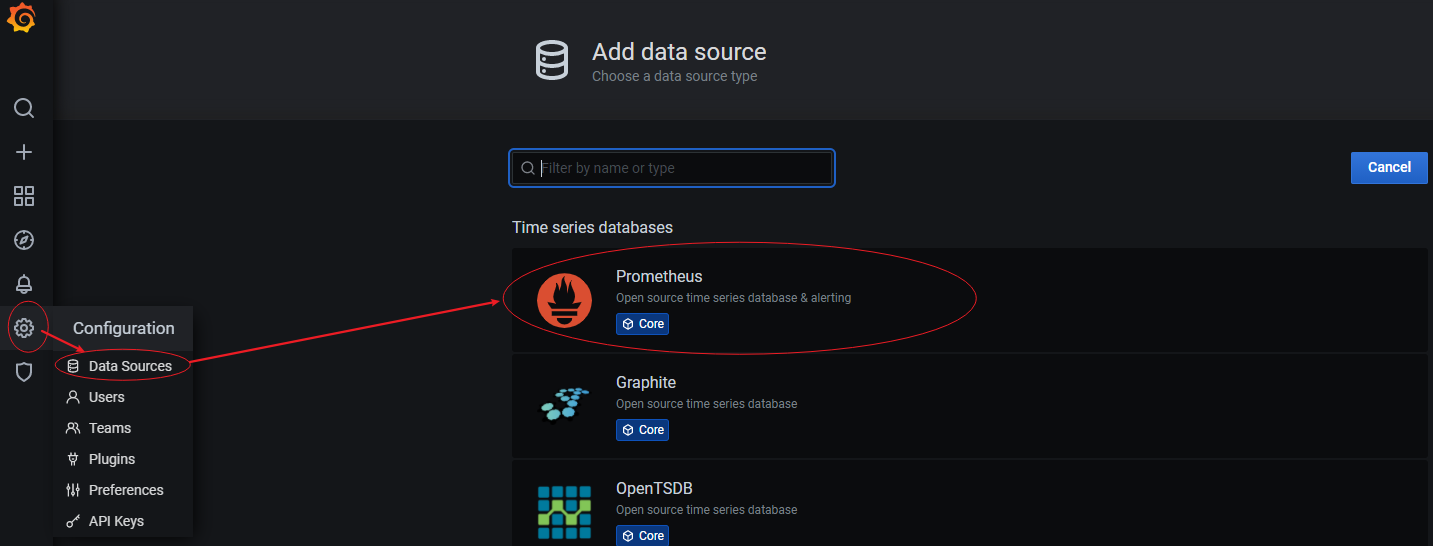 Add data source
Choose a data source type
Filter by name or type
Cancel
Time series databases
Prometheus
Open source time series database & alerting
Core
Configuration
Data Sources
Users
Teams
Plugins
Preferences
API Keys
Graphite
Open source time series database
Core
OpenTSDB
Open source time series database
Core